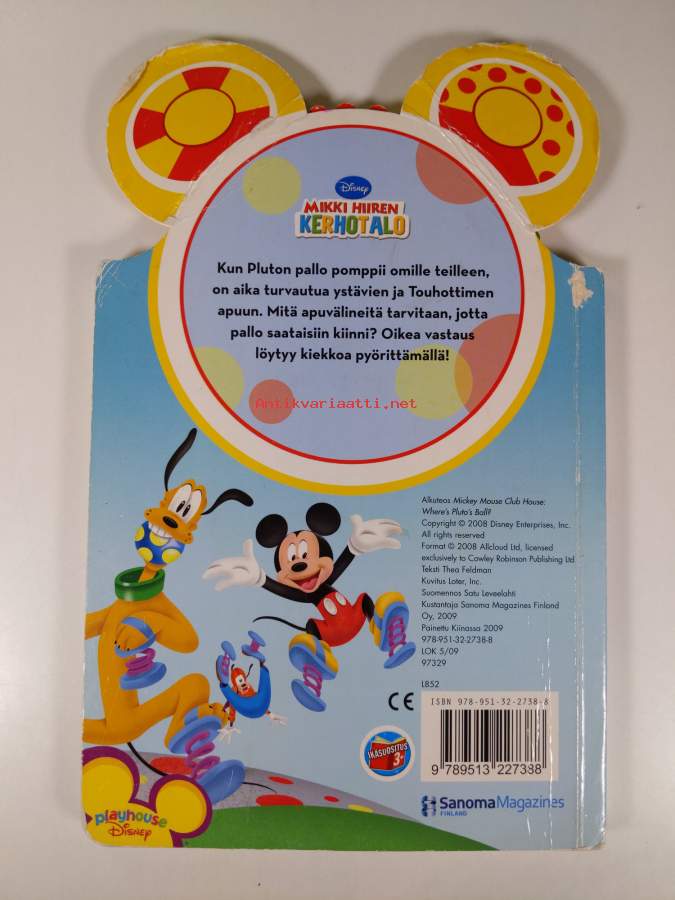 Disney
MIKKI HIIREN
KERHOTALO
Kun Pluton pallo pomppii omille teilleen,
on aika turvautua ystävien ja Touhottimen
apuun. Mitä apuvälineitä tarvitaan, jotta
pallo saataisiin kiinni? Oikea vastaus
löytyy kiekkoa pyörittämällä!
Antikvariaatti.net
Alkuteos Mickey Mouse Club House:
Where's Pluto's Ball?
Copyright © 2008 Disney Enterprises, Inc.
All rights reserved
Format © 2008 Allcloud Ltd, licensed
exclusively to Cowley Robinson Publishing Ltd
Teksti Thea Feldman
Kuvitus Loter, Inc.
Suomennos Satu Leveelahti
Kustantaja Sanoma Magazines Finland
Oy, 2009
Painettu Kiinassa 2009
978-951-32-2738-8
LOK 5/09
97329
L852
CE
ISBN 978-951-32-2738-8
9 789513 227388
IKÄSUOSITUS
3+
playhouse
Disney
SanomaMagazines
FINLAND